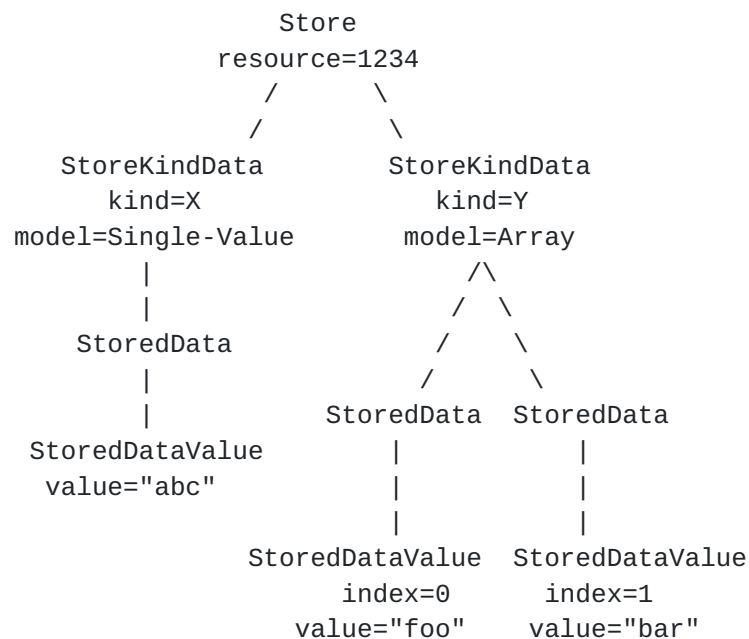 Store
resource=1234
/ \
/ \
StoreKindData StoreKindData
kind=X kind=Y
model=Single-Value model=Array
| /\
| / \
StoredData / \
| / \
| StoredData StoredData
StoredDataValue | |
value="abc" | |
| |
StoredDataValue StoredDataValue
index=0 index=1
value="foo" value="bar"